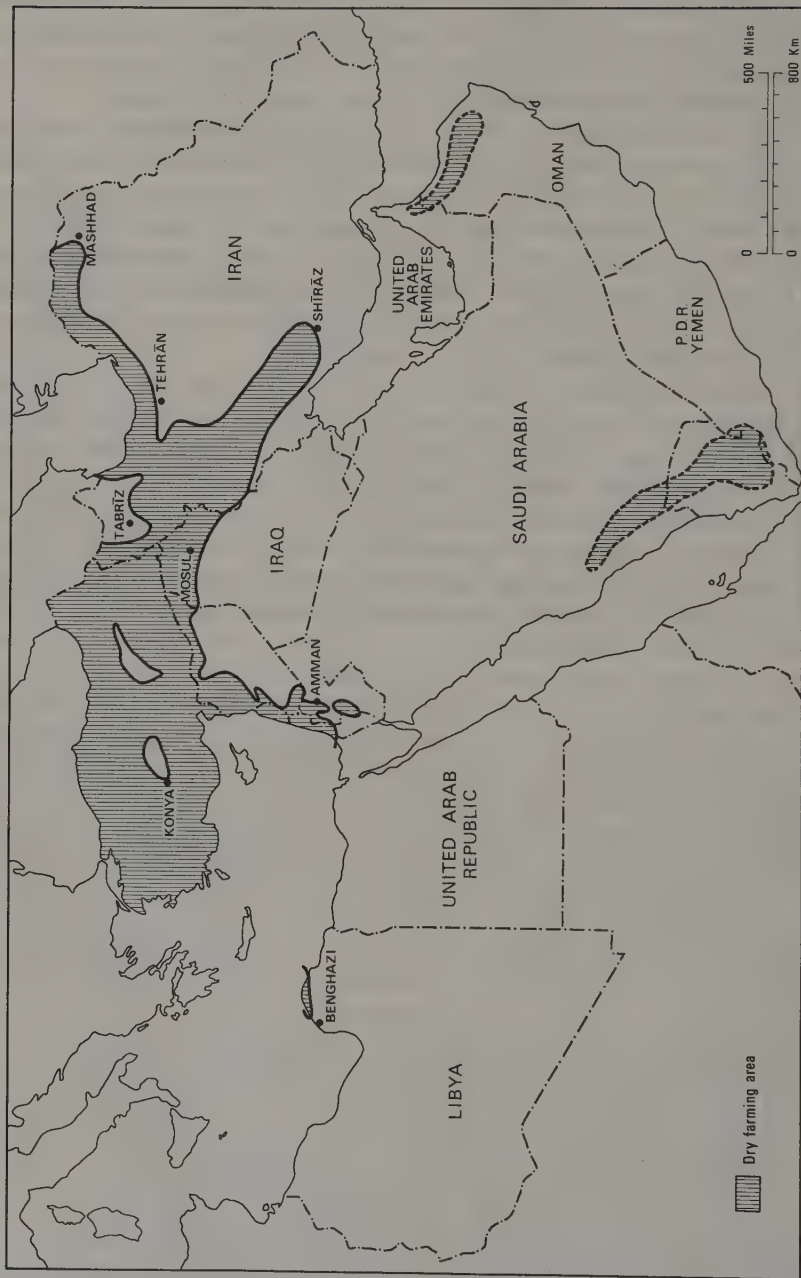 KONYA
TABRĪZ
MOSUL
TEHRĀN
MASHHAD
IRAN
SHĪRĀZ
IRAQ
AMMAN
BENGHAZI
LIBYA
UNITED ARAB
REPUBLIC
SAUDI ARABIA
UNITED
ARAB
EMIRATES
OMAN
P.D.R.
YEMEN
Dry farming area
0 500 Miles
0 800 Km